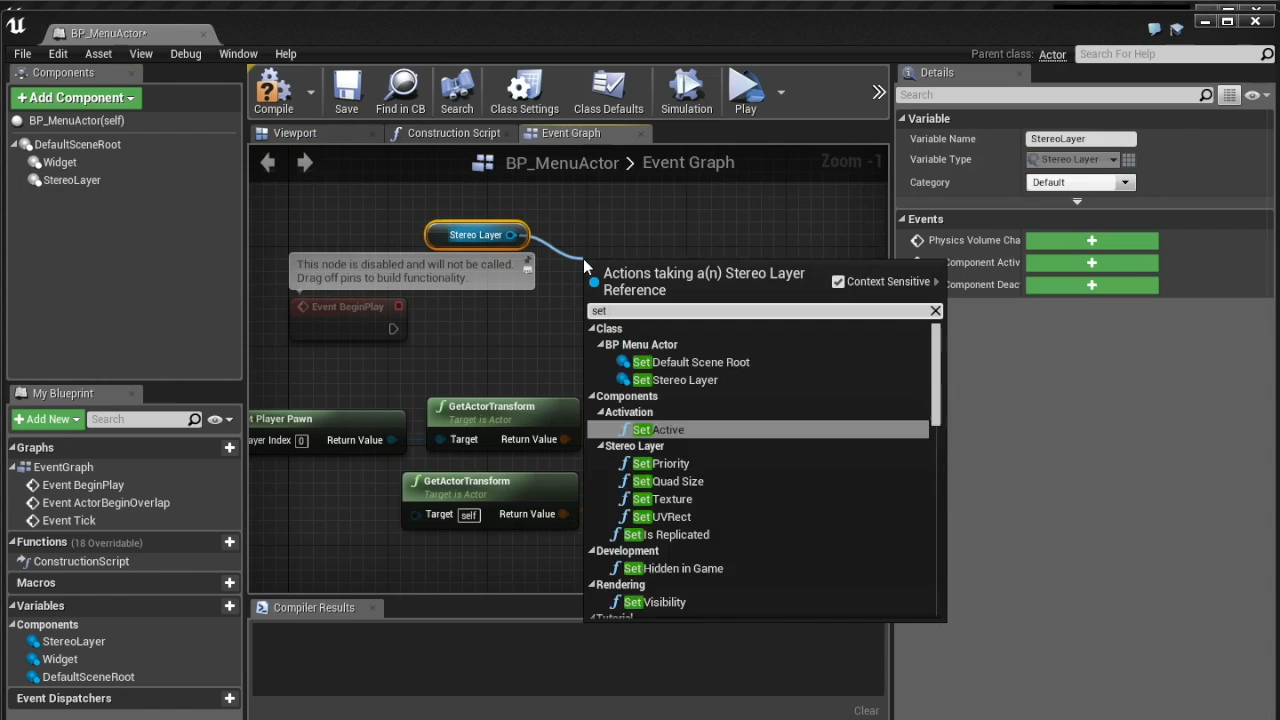 BP_MenuActor*
File Edit Asset View Debug Window Help
Parent class: Actor
Search For Help
Components
+Add Component
BP_MenuActor(self)
DefaultSceneRoot
Widget
StereoLayer
Compile
Save
Find in CB
Search
Class Settings
Class Defaults
Simulation
Play
Viewport
Construction Script
Event Graph
BP_MenuActor > Event Graph
Zoom -1
Stereo Layer
This node is disabled and will not be called.
Drag off pins to build functionality.
Event BeginPlay
t Player Pawn
ayer Index 0
Return Value
GetActorTransform
Target is Actor
Target Return Value
GetActorTransform
Target is Actor
Target self Return Value
Actions taking a(n) Stereo Layer
Reference
Context Sensitive
set
Class
BP Menu Actor
Set Default Scene Root
Set Stereo Layer
Components
Activation
Set Active
Stereo Layer
Set Priority
Set Quad Size
Set Texture
Set UVRect
Set Is Replicated
Development
Set Hidden in Game
Rendering
Set Visibility
Tutorial
Details
Search
Variable
Variable Name StereoLayer
Variable Type Stereo Layer
Category Default
Events
Physics Volume Cha
Component Activ
Component Deac
My Blueprint
+Add New
Search
Graphs
EventGraph
Event BeginPlay
Event ActorBeginOverlap
Event Tick
Functions (18 Overridable)
ConstructionScript
Macros
Variables
Components
StereoLayer
Widget
DefaultSceneRoot
Event Dispatchers
Compiler Results
Clear